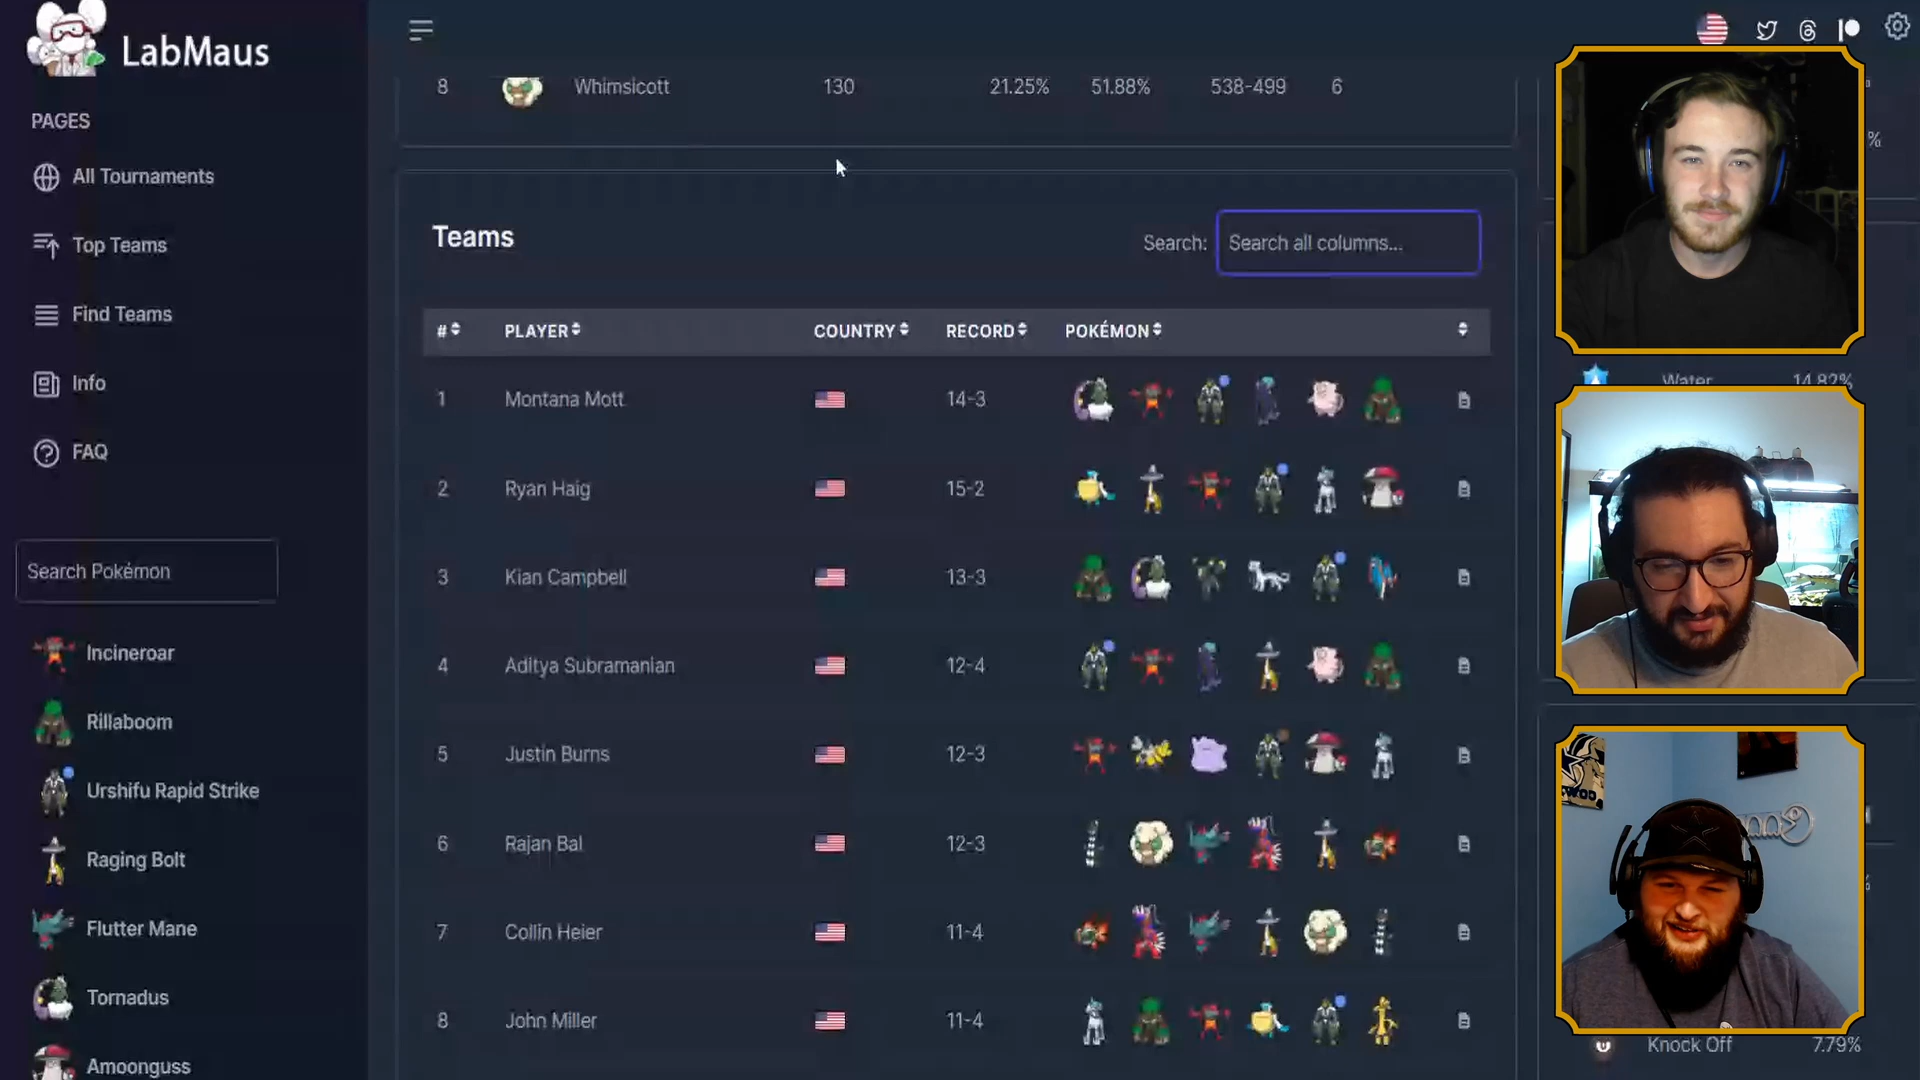 LabMaus
PAGES
All Tournaments
Top Teams
Find Teams
Info
FAQ
Search Pokémon
Incineroar
Rillaboom
Urshifu Rapid Strike
Raging Bolt
Flutter Mane
Tornadus
Amoonguss
8 Whimsicott 130 21.25% 51.88% 538-499 6
Teams
Search: Search all columns...
# PLAYER COUNTRY RECORD POKÉMON
1 Montana Mott 14-3
2 Ryan Haig 15-2
3 Kian Campbell 13-3
4 Aditya Subramanian 12-4
5 Justin Burns 12-3
6 Rajan Bal 12-3
7 Collin Heier 11-4
8 John Miller 11-4
%
Water 14.82%
Knock Off 7.79%